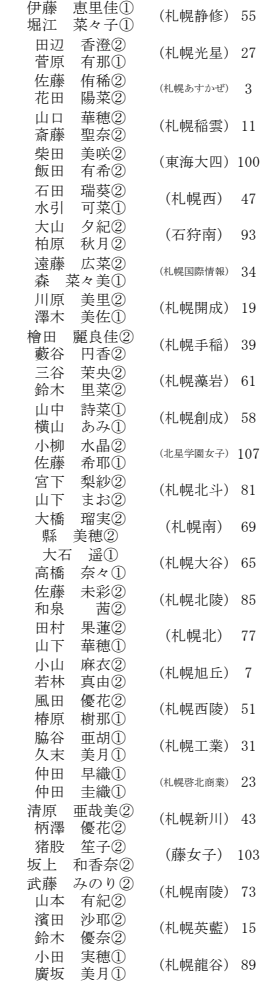 伊藤　恵里佳①
（札幌静修）　55
堀江　菜々子①
田辺　香澄②
（札幌光星）　27
菅原　有那①
佐藤　侑稀②
（札幌あすかぜ）　3
花田　陽菜②
山口　華穂②
（札幌稲雲）　11
斎藤　聖奈②
柴田　美咲②
（東海大四）　100
飯田　有希②
石田　瑞葵②
（札幌西）　47
水引　可菜①
大山　夕紀②
（石狩南）　93
柏原　秋月②
遠藤　広菜②
（札幌国際情報）　34
森　菜々美①
川原　美里②
（札幌開成）　19
澤木　美佐①
檜田　麗良佳②
（札幌手稲）　39
藪谷　円香②
三谷　茉央②
（札幌藻岩）　61
鈴木　里菜②
山中　詩菜①
（札幌創成）　58
横山　あみ①
小柳　水晶②
（北星学園女子）　107
佐藤　希耶①
宮下　梨紗②
（札幌北斗）　81
山下　まお②
大橋　瑠実②
（札幌南）　69
縣　美穂②
大石　遥①
（札幌大谷）　65
高橋　奈々①
佐藤　未彩②
（札幌北陵）　85
和泉　　茜②
田村　果蓮②
（札幌北）　77
山下　華穂①
小山　麻衣②
（札幌旭丘）　7
若林　真由②
風田　優花②
（札幌西陵）　51
椿原　樹那①
脇谷　亜胡①
（札幌工業）　31
久末　美月①
仲田　早織①
（札幌啓北商業）　23
仲田　圭織①
清原　亜哉美②
（札幌新川）　43
柄澤　優花②
猪股　笙子②
（藤女子）　103
坂上　和香奈②
武藤　みのり②
（札幌南陵）　73
山本　有紀②
濱田　沙耶②
（札幌英藍）　15
鈴木　優奈②
小田　実穂①
（札幌龍谷）　89
廣坂　美月①